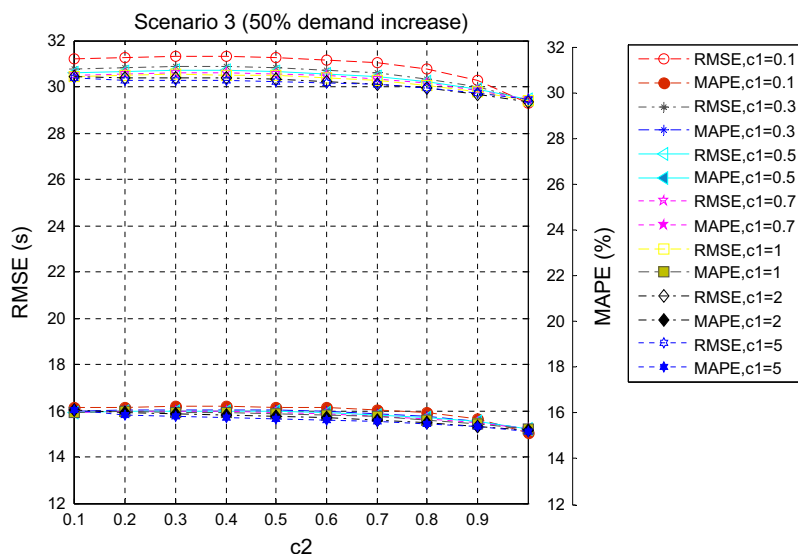 Scenario 3 (50% demand increase)
32
30
28
26
24
22
20
18
16
14
12
RMSE (s)
0.1 0.2 0.3 0.4 0.5 0.6 0.7 0.8 0.9
c2
32
30
28
26
24
22
20
18
16
14
12
MAPE (%)
RMSE,c1=0.1
MAPE,c1=0.1
RMSE,c1=0.3
MAPE,c1=0.3
RMSE,c1=0.5
MAPE,c1=0.5
RMSE,c1=0.7
MAPE,c1=0.7
RMSE,c1=1
MAPE,c1=1
RMSE,c1=2
MAPE,c1=2
RMSE,c1=5
MAPE,c1=5